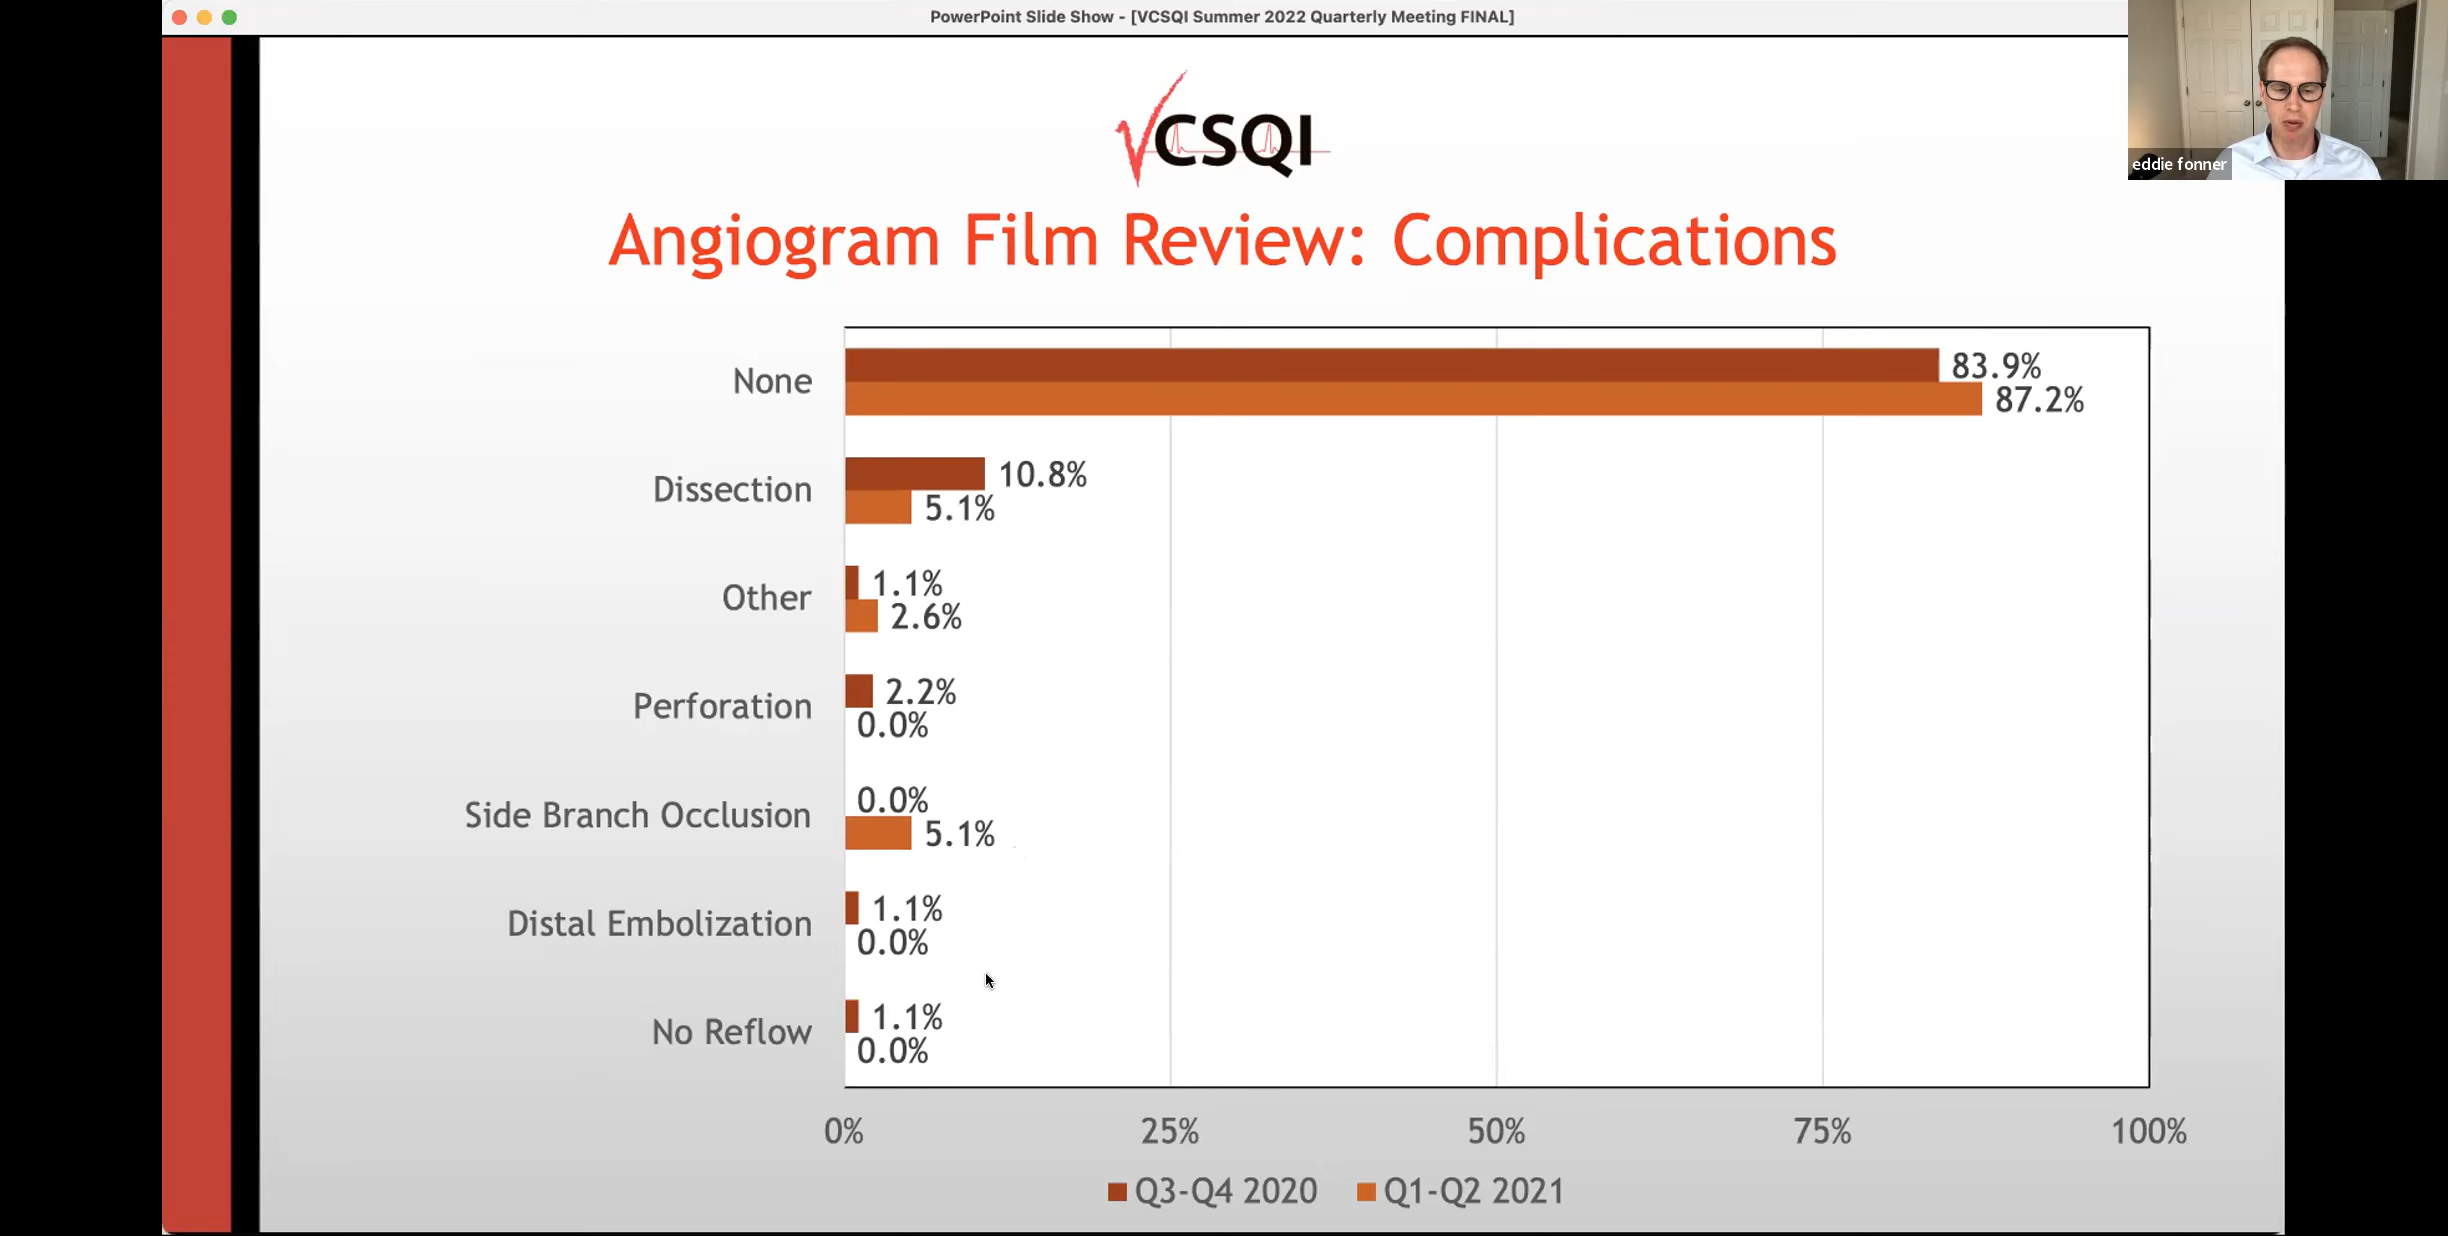 PowerPoint Slide Show - [VCSQI Summer 2022 Quarterly Meeting FINAL]
eddie fonner
VCSQI
Angiogram Film Review: Complications
None
83.9%
87.2%
Dissection
10.8%
5.1%
Other
1.1%
2.6%
Perforation
2.2%
0.0%
Side Branch Occlusion
0.0%
5.1%
Distal Embolization
1.1%
0.0%
No Reflow
1.1%
0.0%
0% 25% 50% 75% 100%
Q3-Q4 2020 Q1-Q2 2021